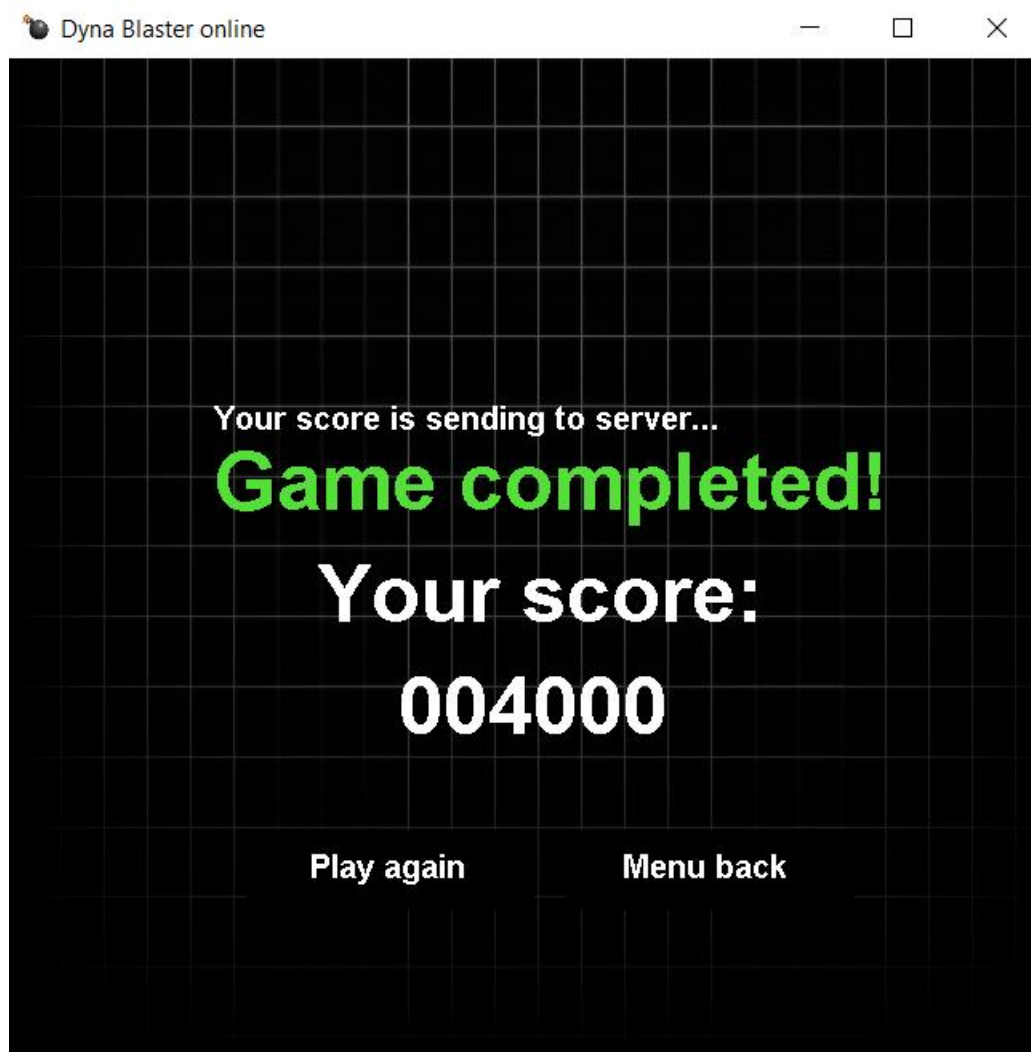 Dyna Blaster online
Your score is sending to server...
Game completed!
Your score:
004000
Play again Menu back